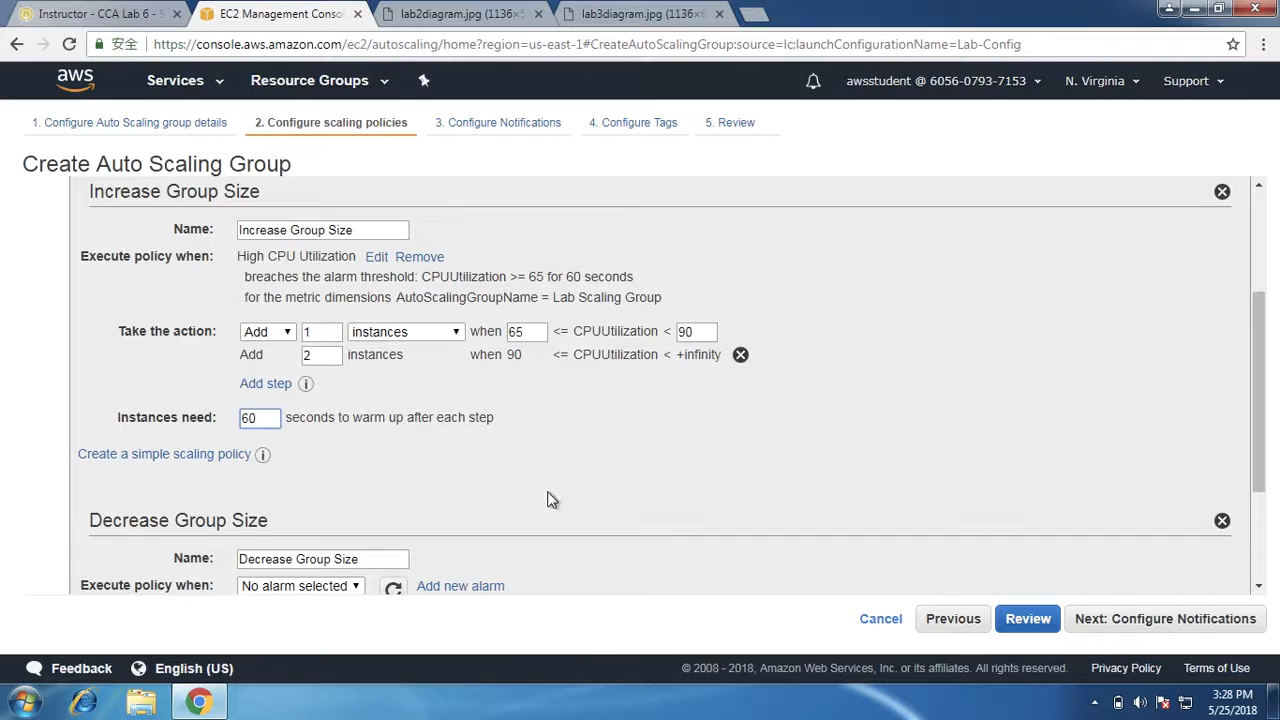 Instructor - CCA Lab 6 - S
EC2 Management Conso
lab2diagram.jpg (1136×5
lab3diagram.jpg (1136×6
安全
https://console.aws.amazon.com/ec2/autoscaling/home?region=us-east-1#CreateAutoScalingGroup:source=lc;launchConfigurationName=Lab-Config
aws
Services
Resource Groups
awsstudent @ 6056-0793-7153
N. Virginia
Support
1. Configure Auto Scaling group details
2. Configure scaling policies
3. Configure Notifications
4. Configure Tags
5. Review
Create Auto Scaling Group
Increase Group Size
Name: Increase Group Size
Execute policy when: High CPU Utilization Edit Remove
breaches the alarm threshold: CPUUtilization >= 65 for 60 seconds
for the metric dimensions AutoScalingGroupName = Lab Scaling Group
Take the action: Add 1 instances when 65 <= CPUUtilization < 90
Add 2 instances when 90 <= CPUUtilization < +infinity
Add step
Instances need: 60 seconds to warm up after each step
Create a simple scaling policy
Decrease Group Size
Name: Decrease Group Size
Execute policy when: No alarm selected Add new alarm
Cancel
Previous
Review
Next: Configure Notifications
Feedback
English (US)
© 2008 - 2018, Amazon Web Services, Inc. or its affiliates. All rights reserved.
Privacy Policy
Terms of Use
3:28 PM
5/25/2018